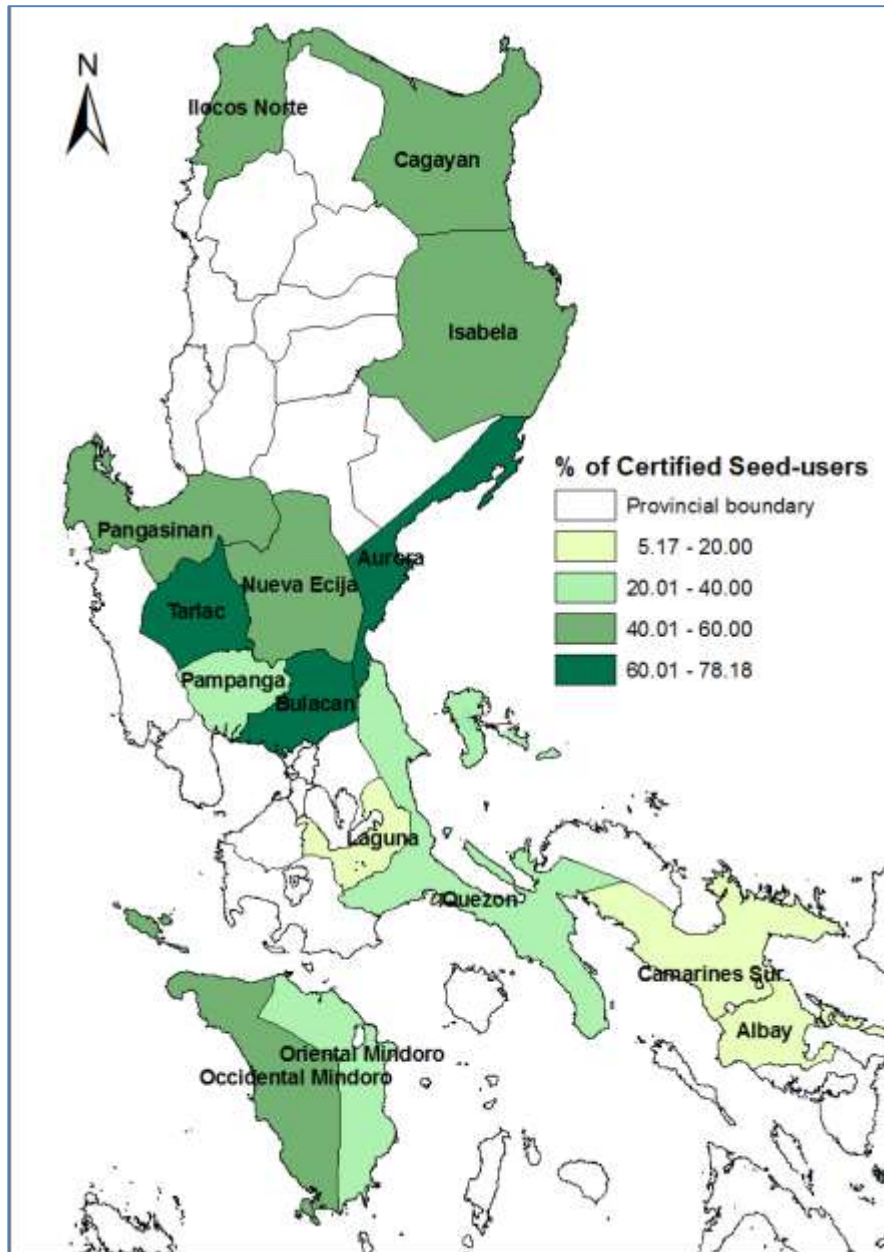 N
Ilocos Norte
Cagayan
Isabela
% of Certified Seed-users
Provincial boundary
5.17 - 20.00
20.01 - 40.00
40.01 - 60.00
60.01 - 78.18
Pangasinan
Aurora
Nueva Ecija
Tarlac
Pampanga
Bulacan
Laguna
Quezon
Camarines Sur
Albay
Oriental Mindoro
Occidental Mindoro